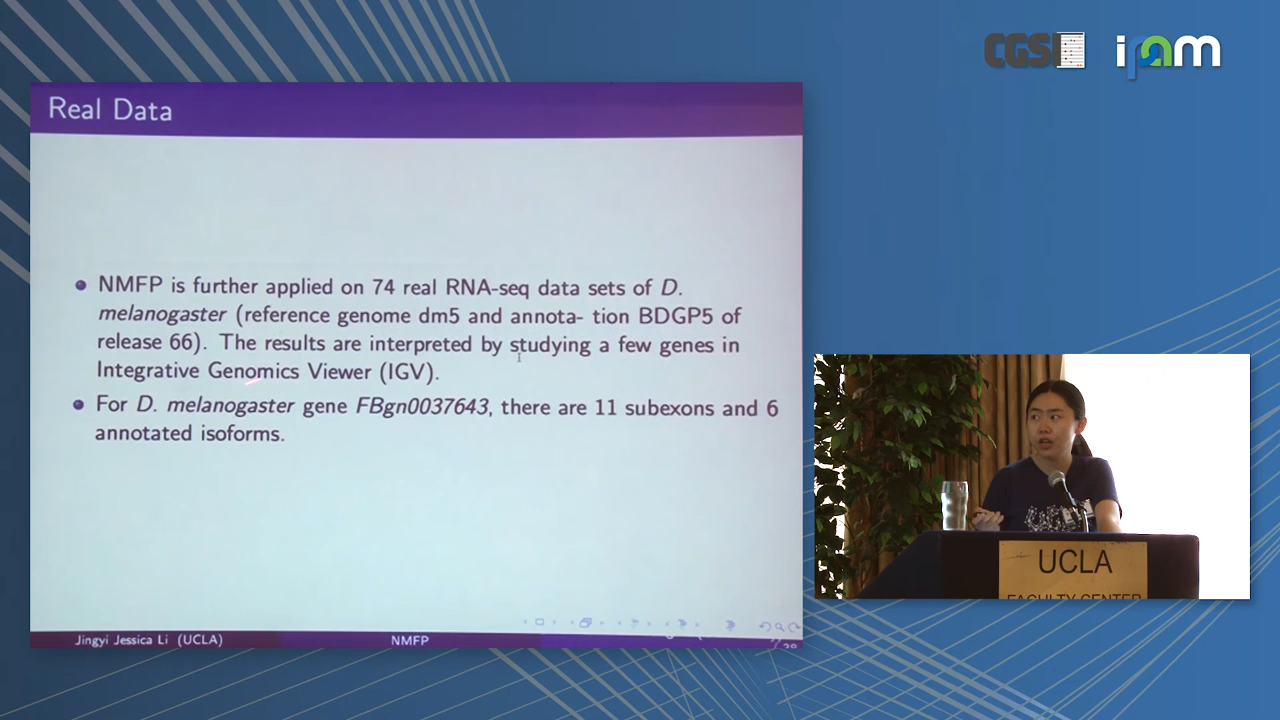 CGSI
ipam
Real Data
NMFP is further applied on 74 real RNA-seq data sets of D.
melanogaster (reference genome dm5 and annota- tion BDGP5 of
release 66). The results are interpreted by studying a few genes in
Integrative Genomics Viewer (IGV).
For D. melanogaster gene FBgn0037643, there are 11 subexons and 6
annotated isoforms.
UCLA
FACULTY CENTER
Jingyi Jessica Li (UCLA)
NMFP